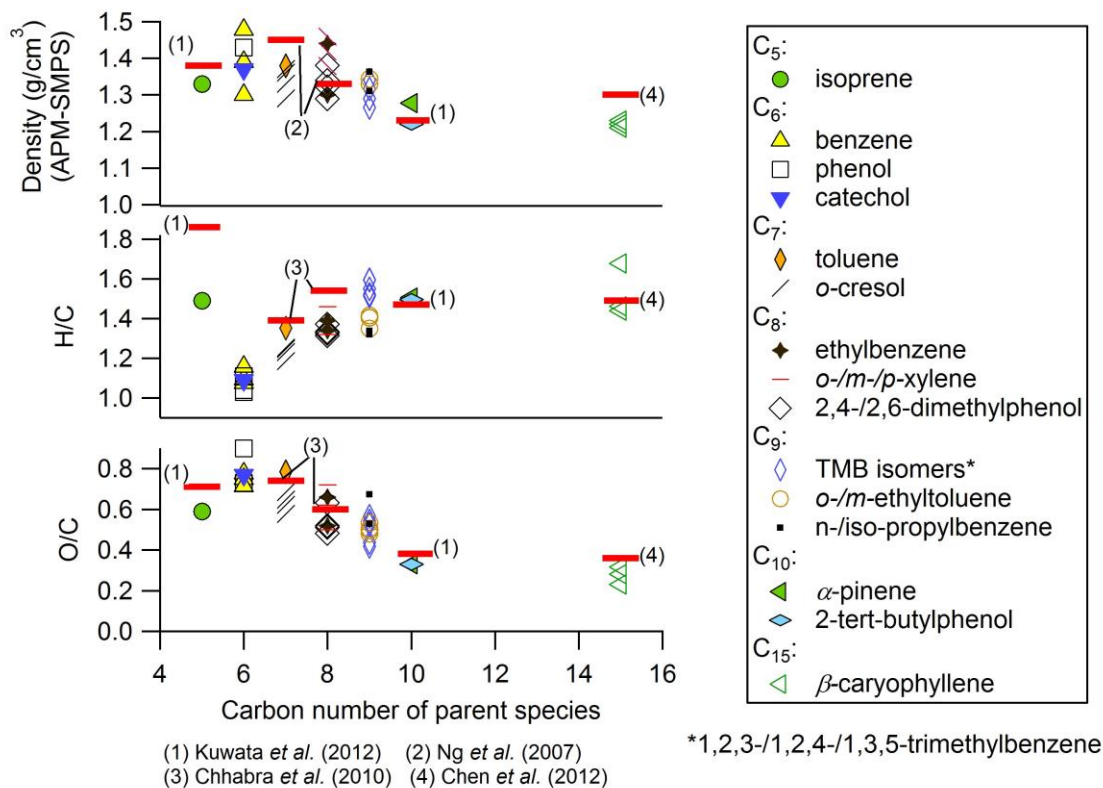 Density (g/cm³)
(APM-SMPS)
1.5
1.4
1.3
1.2
1.1
1.0
(1)
(2)
(1)
(4)
H/C
1.8
1.6
1.4
1.2
1.0
(1)
(3)
(1)
(4)
O/C
0.8
0.6
0.4
0.2
0.0
(1)
(3)
(1)
(4)
4 6 8 10 12 14 16
Carbon number of parent species
(1) Kuwata et al. (2012) (2) Ng et al. (2007)
(3) Chhabra et al. (2010) (4) Chen et al. (2012)
C₅:
isoprene
C₆:
benzene
phenol
catechol
C₇:
toluene
o-cresol
C₈:
ethylbenzene
o-/m-/p-xylene
2,4-/2,6-dimethylphenol
C₉:
TMB isomers*
o-/m-ethyltoluene
n-/iso-propylbenzene
C₁₀:
α-pinene
2-tert-butylphenol
C₁₅:
β-caryophyllene
*1,2,3-/1,2,4-/1,3,5-trimethylbenzene